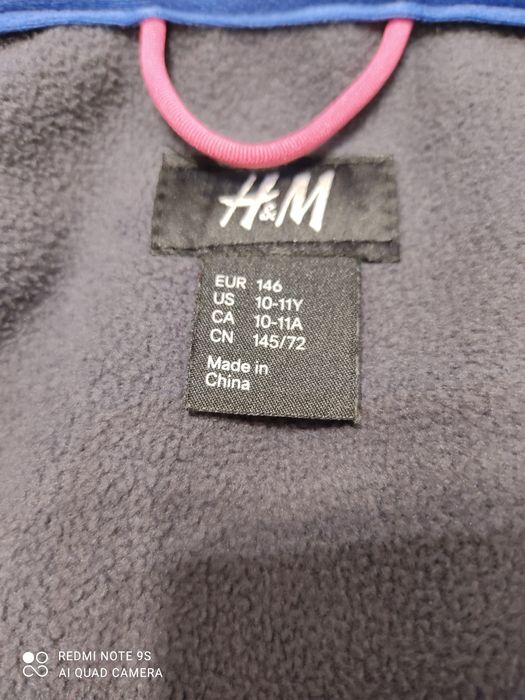 H&M
EUR 146
US 10-11Y
CA 10-11A
CN 145/72
Made in
China
REDMI NOTE 9S
AI QUAD CAMERA